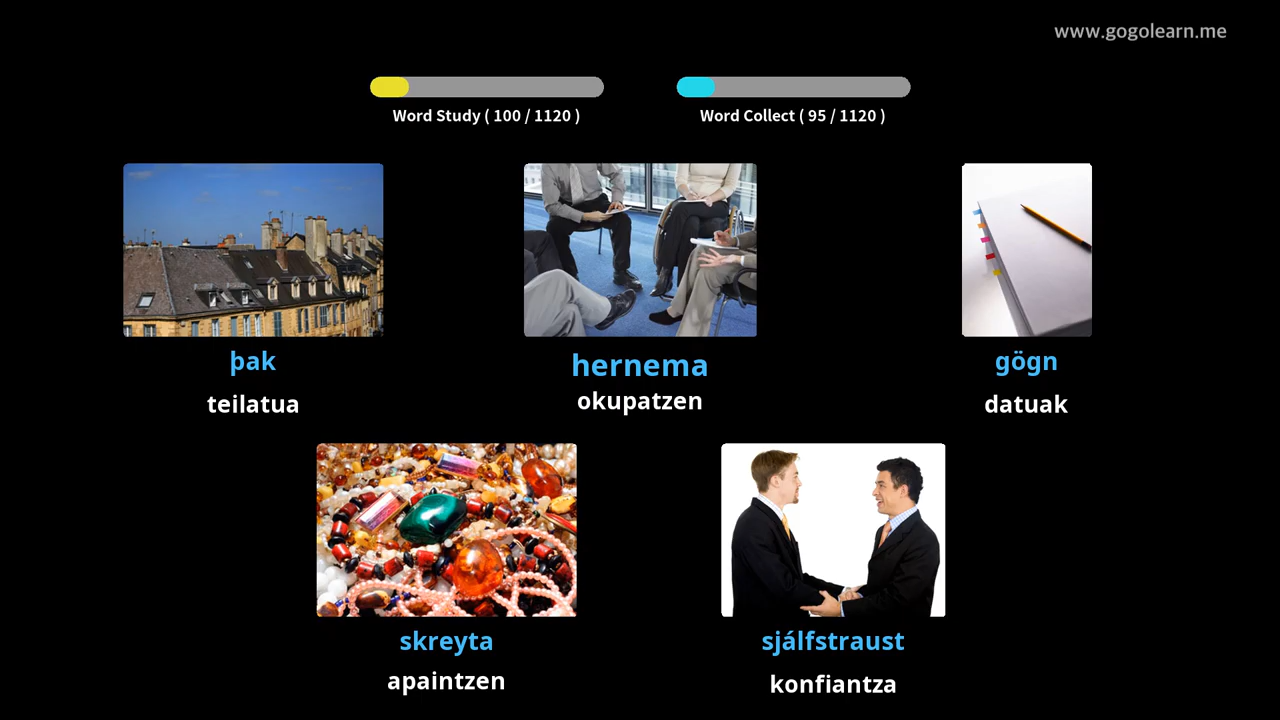 www.gogolearn.me
Word Study ( 100 / 1120 )
Word Collect ( 95 / 1120 )
þak
hernema
gögn
teilatua
okupatzen
datuak
skreyta
sjálfstraust
apaintzen
konfiantza